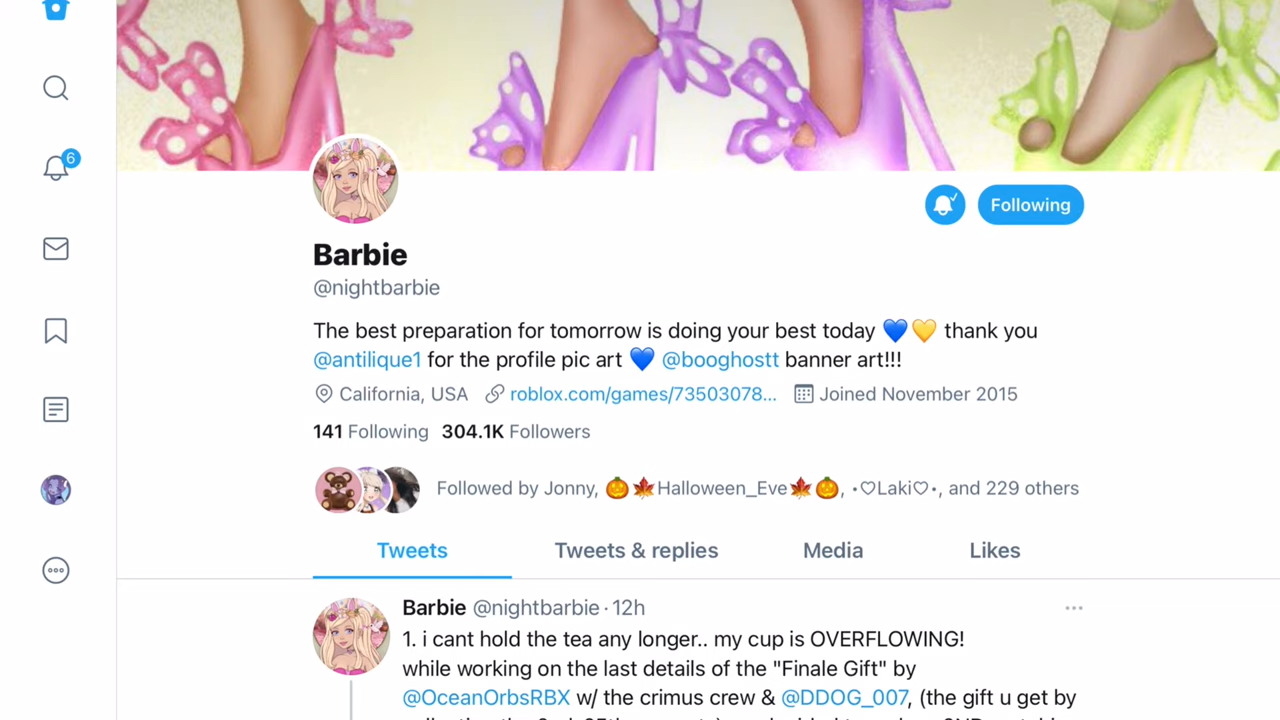 6
Following
Barbie
@nightbarbie
The best preparation for tomorrow is doing your best today 💙💛 thank you
@antilique1 for the profile pic art 💙 @booghostt banner art!!!
California, USA roblox.com/games/73503078... Joined November 2015
141 Following 304.1K Followers
Followed by Jonny, 🎃🍁Halloween_Eve🍁🎃, •♡Laki♡•, and 229 others
Tweets Tweets & replies Media Likes
Barbie @nightbarbie · 12h
1. i cant hold the tea any longer.. my cup is OVERFLOWING!
while working on the last details of the "Finale Gift" by
@OceanOrbsRBX w/ the crimus crew & @DDOG_007, (the gift u get by